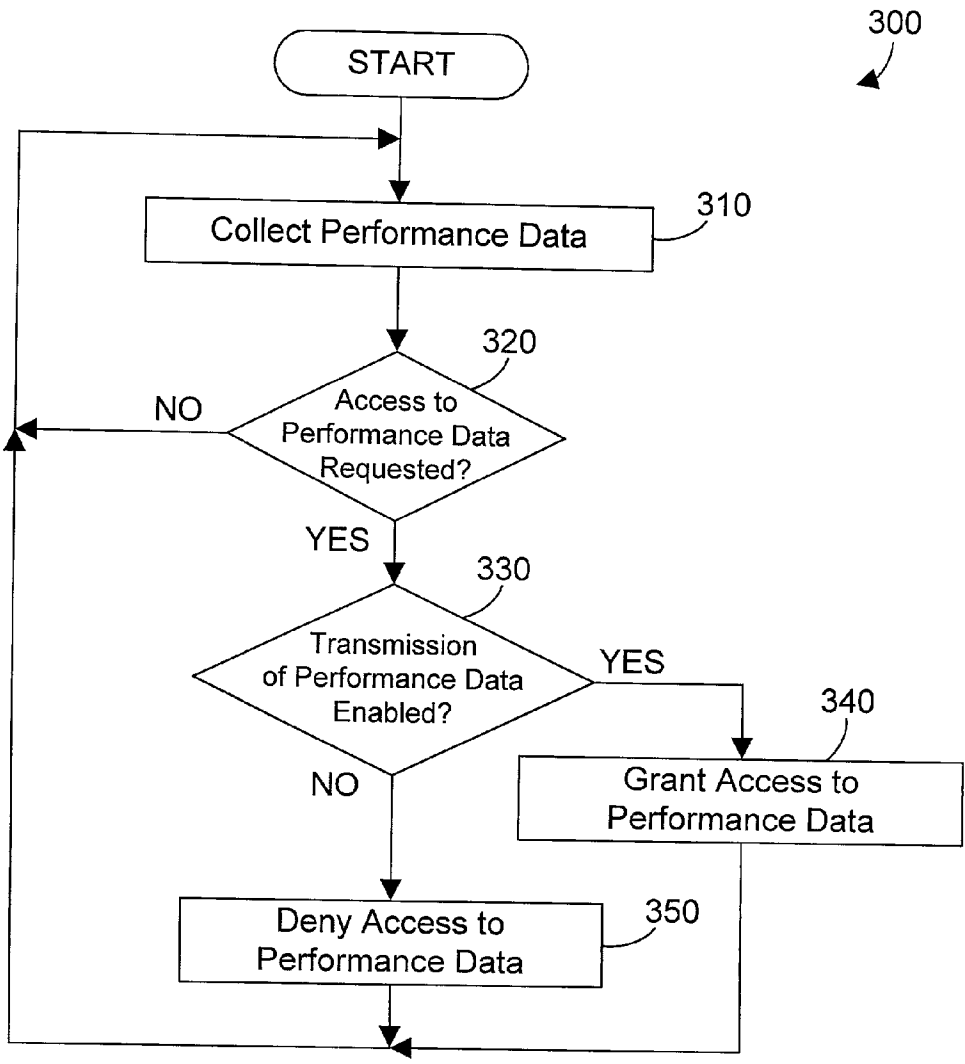 300
START
Collect Performance Data
310
320
Access to
Performance Data
Requested?
NO
YES
330
Transmission
of Performance Data
Enabled?
YES
NO
340
Grant Access to
Performance Data
Deny Access to
Performance Data
350